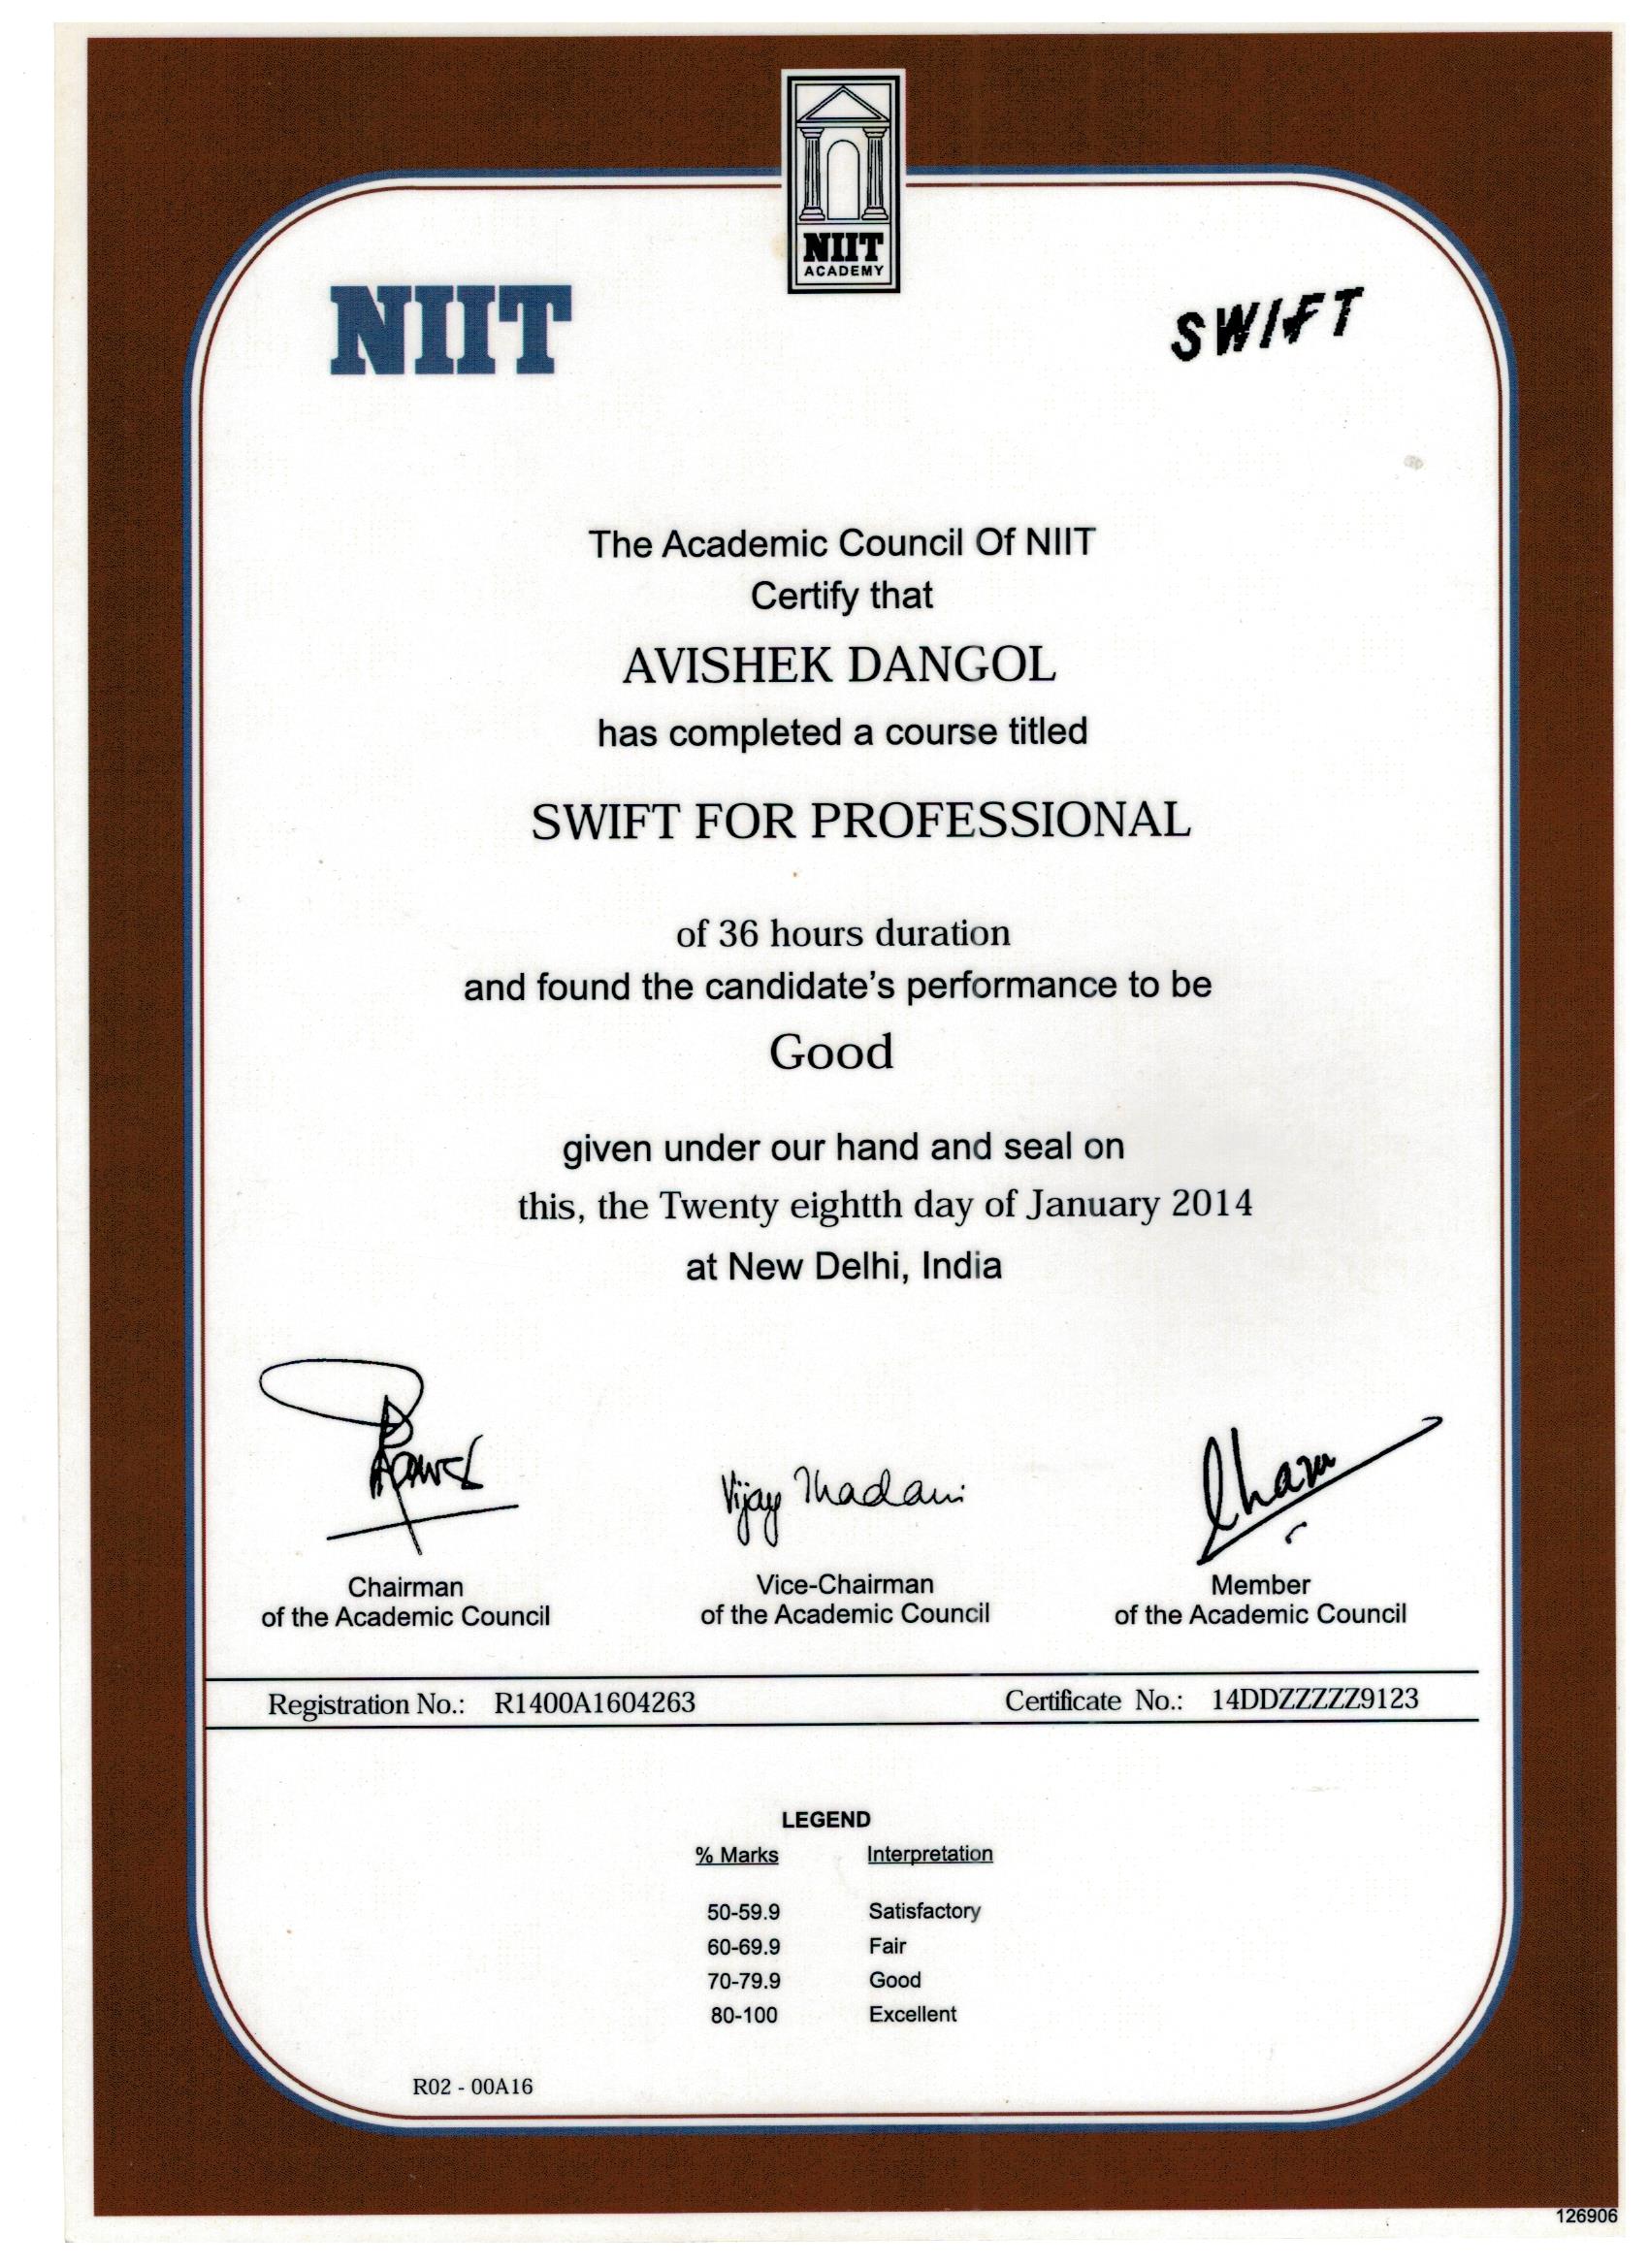 NIIT
ACADEMY
NIIT
SWIFT
The Academic Council Of NIIT
Certify that
AVISHEK DANGOL
has completed a course titled
SWIFT FOR PROFESSIONAL
of 36 hours duration
and found the candidate's performance to be
Good
given under our hand and seal on
this, the Twenty eightth day of January 2014
at New Delhi, India
Vijay Thadani
Chairman
of the Academic Council
Vice-Chairman
of the Academic Council
Member
of the Academic Council
Registration No.: R1400A1604263 Certificate No.: 14DDZZZZZ9123
LEGEND
% Marks Interpretation
50-59.9 Satisfactory
60-69.9 Fair
70-79.9 Good
80-100 Excellent
R02 - 00A16
126906